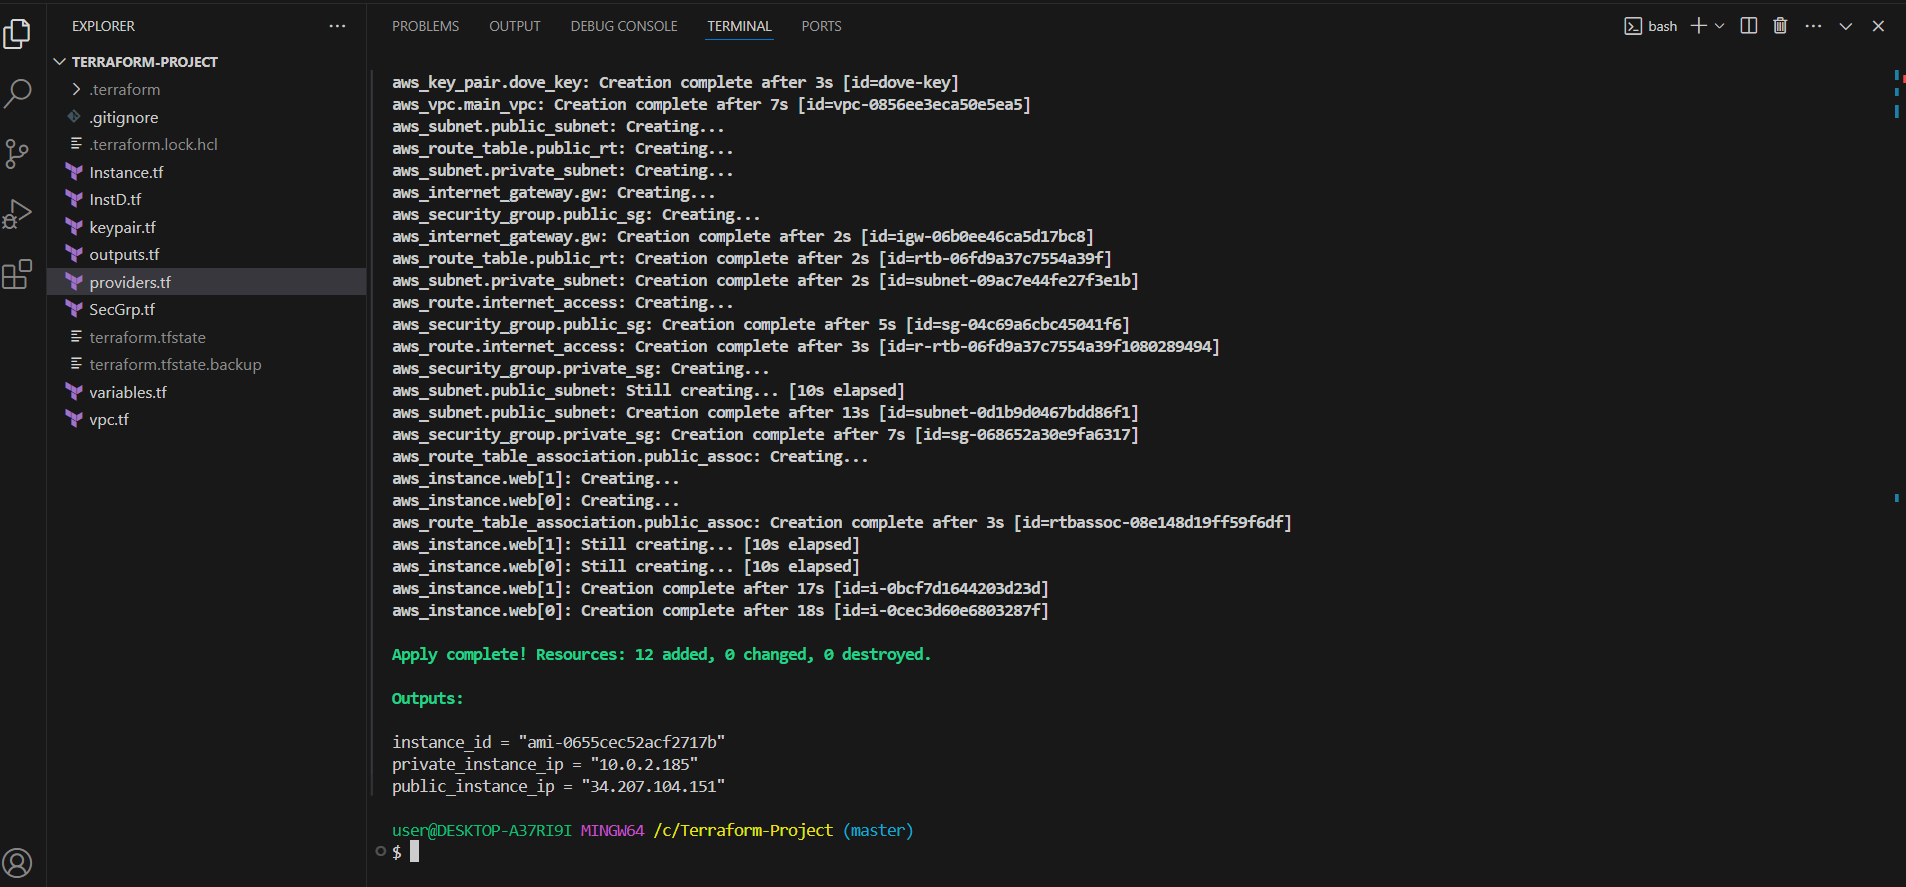 EXPLORER
TERRAFORM-PROJECT
.terraform
.gitignore
.terraform.lock.hcl
Instance.tf
InstD.tf
keypair.tf
outputs.tf
providers.tf
SecGrp.tf
terraform.tfstate
terraform.tfstate.backup
variables.tf
vpc.tf
PROBLEMS OUTPUT DEBUG CONSOLE TERMINAL PORTS bash
aws_key_pair.dove_key: Creation complete after 3s [id=dove-key]
aws_vpc.main_vpc: Creation complete after 7s [id=vpc-0856ee3eca50e5ea5]
aws_subnet.public_subnet: Creating...
aws_route_table.public_rt: Creating...
aws_subnet.private_subnet: Creating...
aws_internet_gateway.gw: Creating...
aws_security_group.public_sg: Creating...
aws_internet_gateway.gw: Creation complete after 2s [id=igw-06b0ee46ca5d17bc8]
aws_route_table.public_rt: Creation complete after 2s [id=rtb-06fd9a37c7554a39f]
aws_subnet.private_subnet: Creation complete after 2s [id=subnet-09ac7e44fe27f3e1b]
aws_route.internet_access: Creating...
aws_security_group.public_sg: Creation complete after 5s [id=sg-04c69a6cbc45041f6]
aws_route.internet_access: Creation complete after 3s [id=r-rtb-06fd9a37c7554a39f1080289494]
aws_security_group.private_sg: Creating...
aws_subnet.public_subnet: Still creating... [10s elapsed]
aws_subnet.public_subnet: Creation complete after 13s [id=subnet-0d1b9d0467bdd86f1]
aws_security_group.private_sg: Creation complete after 7s [id=sg-068652a30e9fa6317]
aws_route_table_association.public_assoc: Creating...
aws_instance.web[1]: Creating...
aws_instance.web[0]: Creating...
aws_route_table_association.public_assoc: Creation complete after 3s [id=rtbassoc-08e148d19ff59f6df]
aws_instance.web[1]: Still creating... [10s elapsed]
aws_instance.web[0]: Still creating... [10s elapsed]
aws_instance.web[1]: Creation complete after 17s [id=i-0bcf7d1644203d23d]
aws_instance.web[0]: Creation complete after 18s [id=i-0cec3d60e6803287f]
Apply complete! Resources: 12 added, 0 changed, 0 destroyed.
Outputs:
instance_id = "ami-0655cec52acf2717b"
private_instance_ip = "10.0.2.185"
public_instance_ip = "34.207.104.151"
user@DESKTOP-A37RI9I MINGW64 /c/Terraform-Project (master)
$